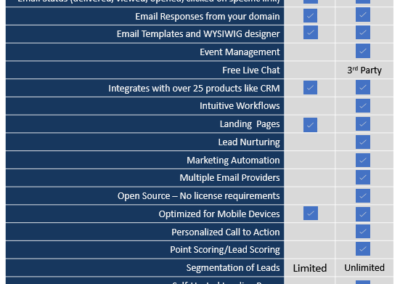 Email Status (delivered, viewed, opened, clicked on specific link)
Email Responses from your domain
Email Templates and WYSIWIG designer
Event Management
Free Live Chat 3rd Party
Integrates with over 25 products like CRM
Intuitive Workflows
Landing Pages
Lead Nurturing
Marketing Automation
Multiple Email Providers
Open Source – No license requirements
Optimized for Mobile Devices
Personalized Call to Action
Point Scoring/Lead Scoring
Segmentation of Leads Limited Unlimited